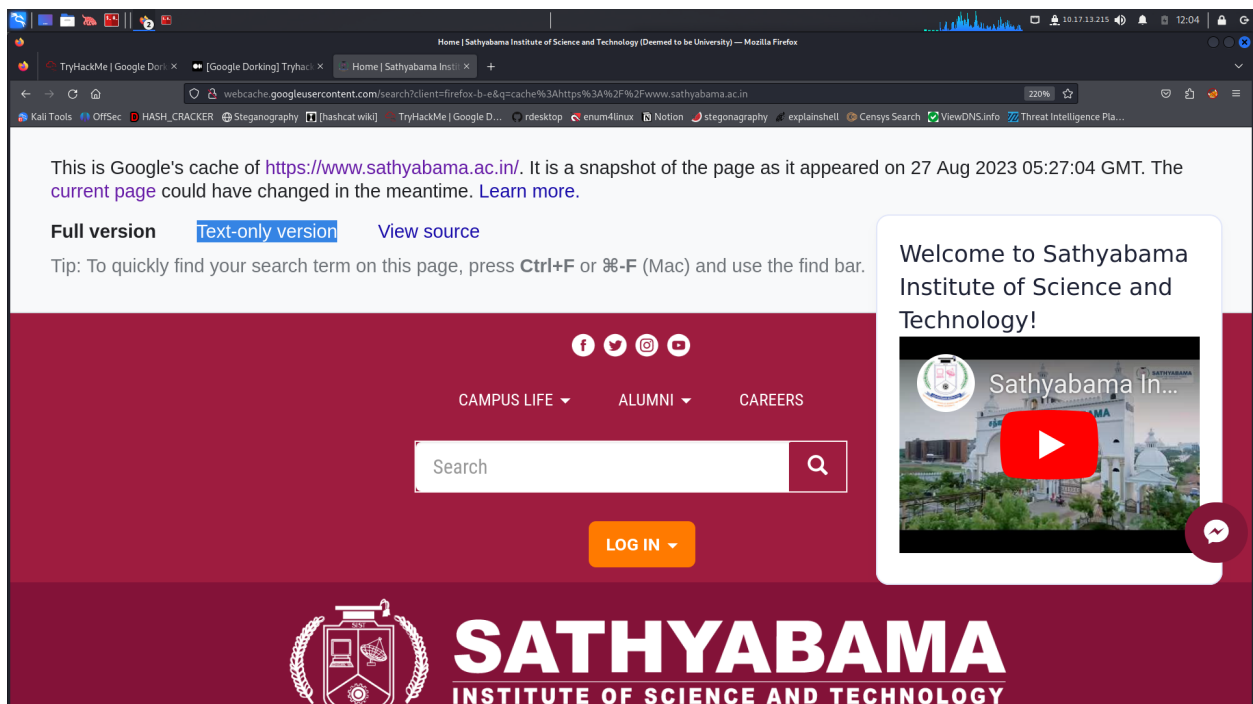 2
10.17.13.215
12:04
Home | Sathyabama Institute of Science and Technology (Deemed to be University) — Mozilla Firefox
TryHackMe | Google Dork
[Google Dorking] Tryhack
Home | Sathyabama Insti
webcache.googleusercontent.com/search?client=firefox-b-e&q=cache%3Ahttps%3A%2F%2Fwww.sathyabama.ac.in
220%
Kali Tools OffSec HASH_CRACKER Steganography [hashcat wiki] TryHackMe | Google D... rdesktop enum4linux Notion stegonagraphy explainshell Censys Search ViewDNS.info Threat Intelligence Pla...
This is Google's cache of https://www.sathyabama.ac.in/. It is a snapshot of the page as it appeared on 27 Aug 2023 05:27:04 GMT. The
current page could have changed in the meantime. Learn more.
Full version Text-only version View source
Tip: To quickly find your search term on this page, press Ctrl+F or ⌘-F (Mac) and use the find bar.
Welcome to Sathyabama
Institute of Science and
Technology!
Sathyabama In...
SATHYABAMA
CAMPUS LIFE ALUMNI CAREERS
Search
LOG IN
SIST
SATHYABAMA
INSTITUTE OF SCIENCE AND TECHNOLOGY